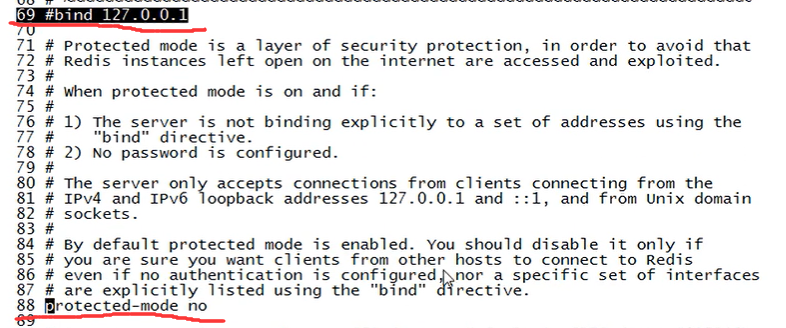 69 #bind 127.0.0.1
70
71 # Protected mode is a layer of security protection, in order to avoid that
72 # Redis instances left open on the internet are accessed and exploited.
73 #
74 # When protected mode is on and if:
75 #
76 # 1) The server is not binding explicitly to a set of addresses using the
77 #    "bind" directive.
78 # 2) No password is configured.
79 #
80 # The server only accepts connections from clients connecting from the
81 # IPv4 and IPv6 loopback addresses 127.0.0.1 and ::1, and from Unix domain
82 # sockets.
83 #
84 # By default protected mode is enabled. You should disable it only if
85 # you are sure you want clients from other hosts to connect to Redis
86 # even if no authentication is configured, nor a specific set of interfaces
87 # are explicitly listed using the "bind" directive.
88 protected-mode no
89